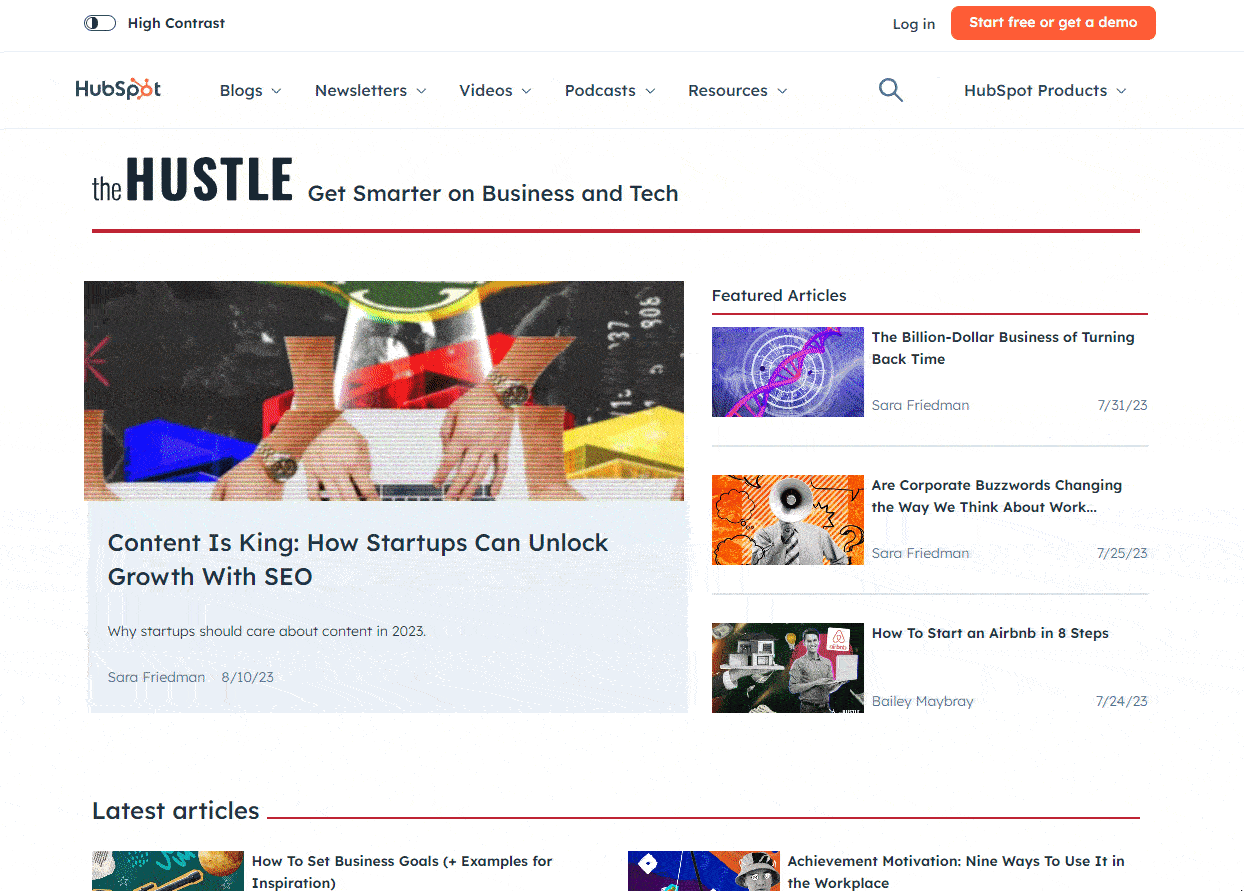 High Contrast
Log in
Start free or get a demo
HubSpot
Blogs
Newsletters
Videos
Podcasts
Resources
HubSpot Products
the HUSTLE Get Smarter on Business and Tech
Content Is King: How Startups Can Unlock
Growth With SEO
Why startups should care about content in 2023.
Sara Friedman 8/10/23
Featured Articles
The Billion-Dollar Business of Turning
Back Time
Sara Friedman 7/31/23
Are Corporate Buzzwords Changing
the Way We Think About Work...
Sara Friedman 7/25/23
airbnb
How To Start an Airbnb in 8 Steps
Bailey Maybray 7/24/23
Latest articles
How To Set Business Goals (+ Examples for
Inspiration)
Achievement Motivation: Nine Ways To Use It in
the Workplace